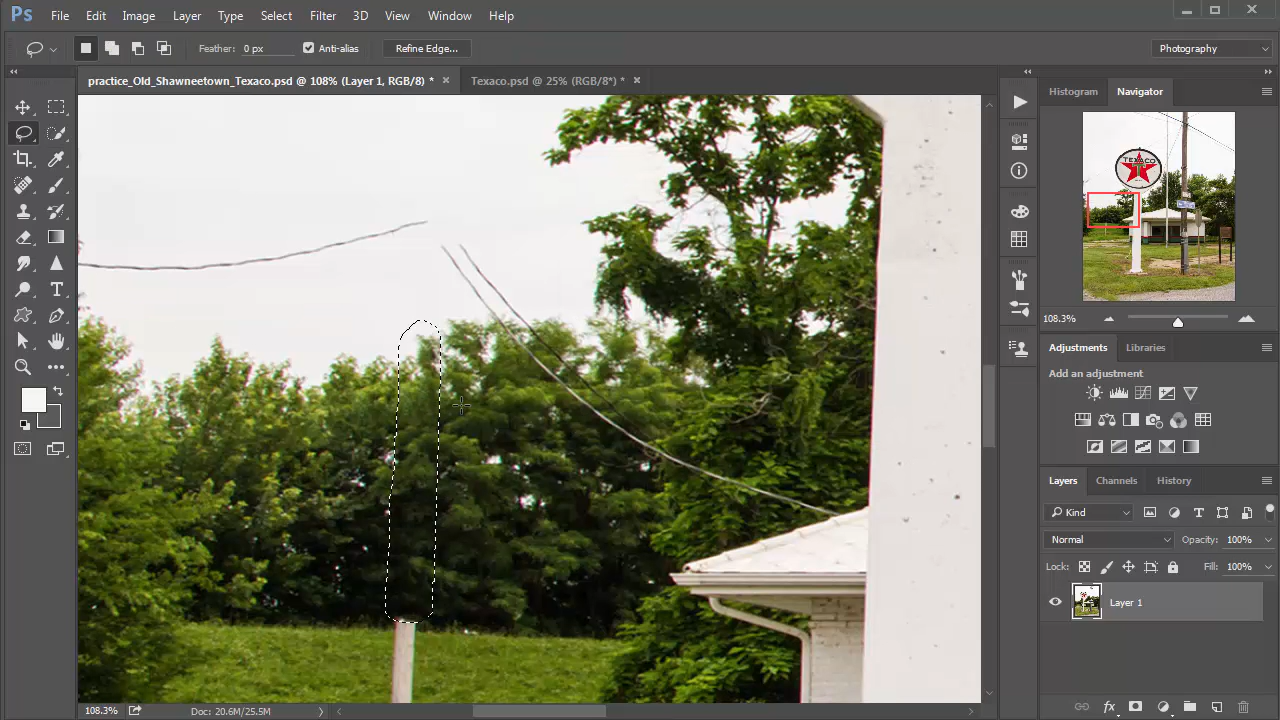 Ps File Edit Image Layer Type Select Filter 3D View Window Help
Feather: 0 px Anti-alias Refine Edge... Photography
practice_Old_Shawneetown_Texaco.psd @ 108% (Layer 1, RGB/8) * × Texaco.psd @ 25% (RGB/8*) * ×
Histogram Navigator
TEXACO
108.3%
Adjustments Libraries
Add an adjustment
Layers Channels History
Kind
Normal Opacity: 100%
Lock: Fill: 100%
Layer 1
108.3% Doc: 20.6M/25.5M